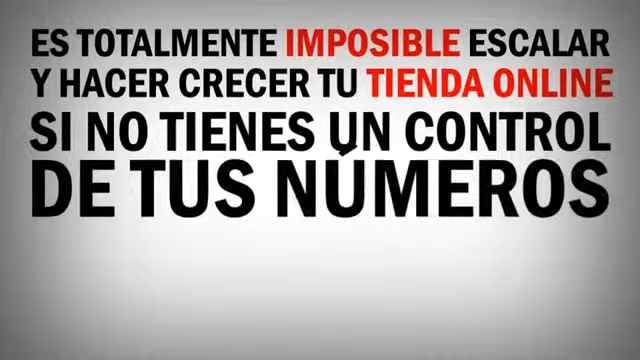 ES TOTALMENTE IMPOSIBLE ESCALAR
Y HACER CRECER TU TIENDA ONLINE
SI NO TIENES UN CONTROL
DE TUS NÚMEROS